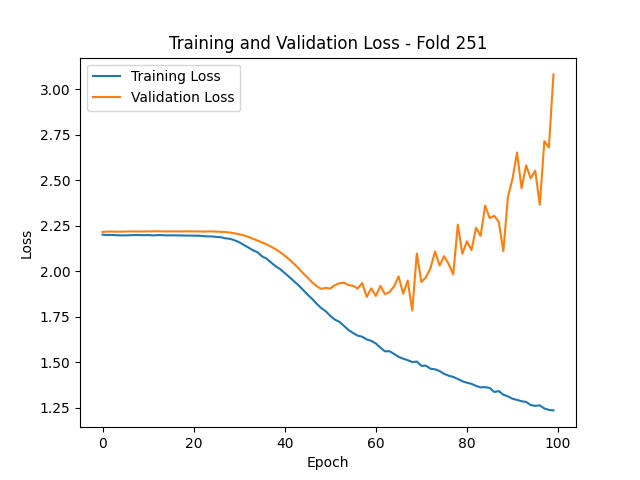 Training and Validation Loss - Fold 251
Training Loss
Validation Loss
Loss
3.00
2.75
2.50
2.25
2.00
1.75
1.50
1.25
0 20 40 60 80 100
Epoch